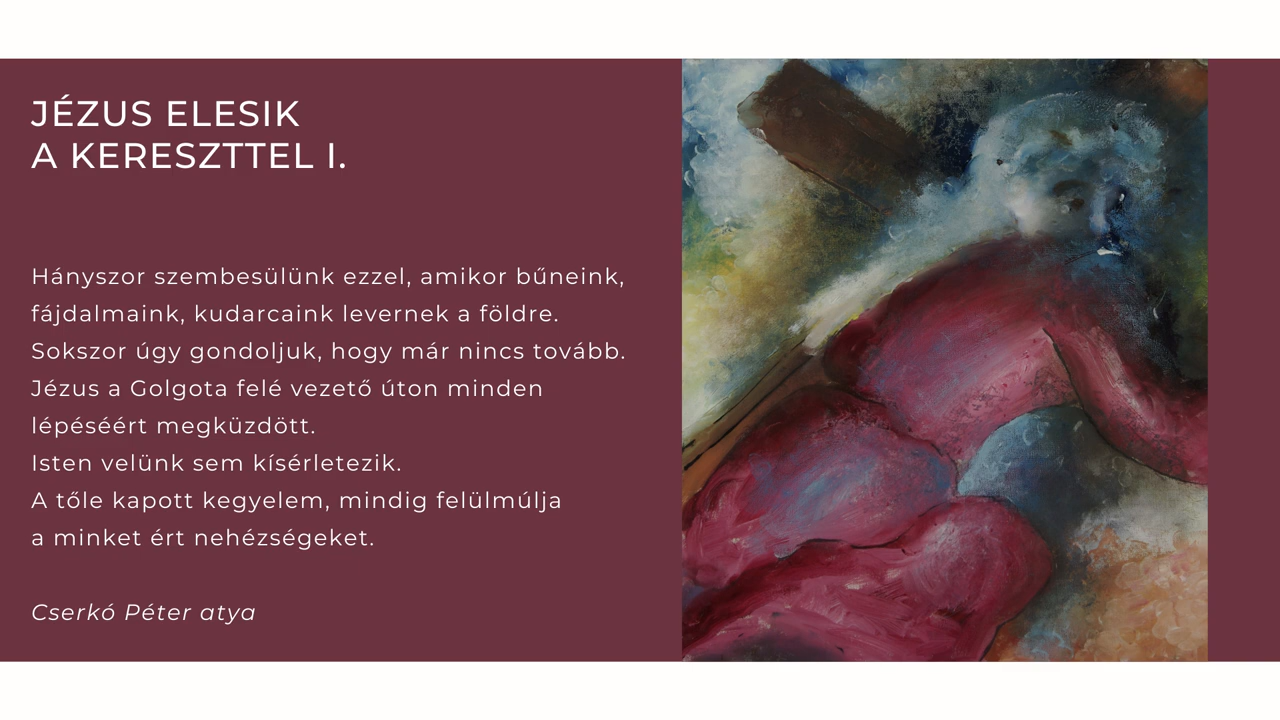 JÉZUS ELESIK
A KERESZTTEL I.
Hányszor szembesülünk ezzel, amikor bűneink,
fájdalmaink, kudarcaink levernek a földre.
Sokszor úgy gondoljuk, hogy már nincs tovább.
Jézus a Golgota felé vezető úton minden
lépéséért megküzdött.
Isten velünk sem kísérletezik.
A tőle kapott kegyelem, mindig felülmúlja
a minket ért nehézségeket.
Cserkó Péter atya